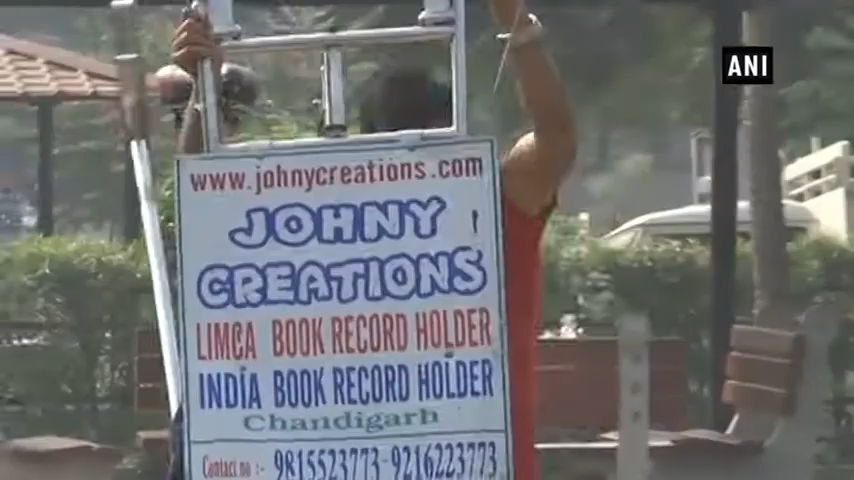 ANI
www.johnycreations.com
JOHNY
CREATIONS
LIMCA BOOK RECORD HOLDER
INDIA BOOK RECORD HOLDER
Chandigarh
Contact no :- 9815523773-9216223773